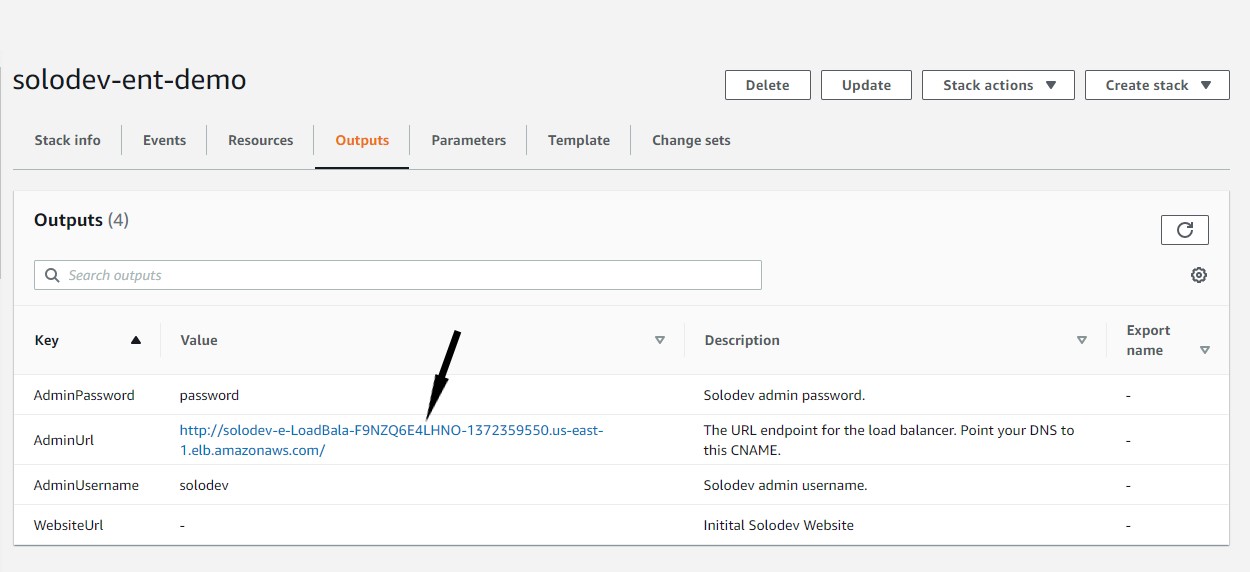 solodev-ent-demo
Delete
Update
Stack actions
Create stack
Stack info
Events
Resources
Outputs
Parameters
Template
Change sets
Outputs (4)
Search outputs
Key
Value
Description
Export
name
AdminPassword
password
Solodev admin password.
-
AdminUrl
http://solodev-e-LoadBala-F9NZQ6E4LHNO-1372359550.us-east-
1.elb.amazonaws.com/
The URL endpoint for the load balancer. Point your DNS to
this CNAME.
-
AdminUsername
solodev
Solodev admin username.
-
WebsiteUrl
-
Initital Solodev Website
-